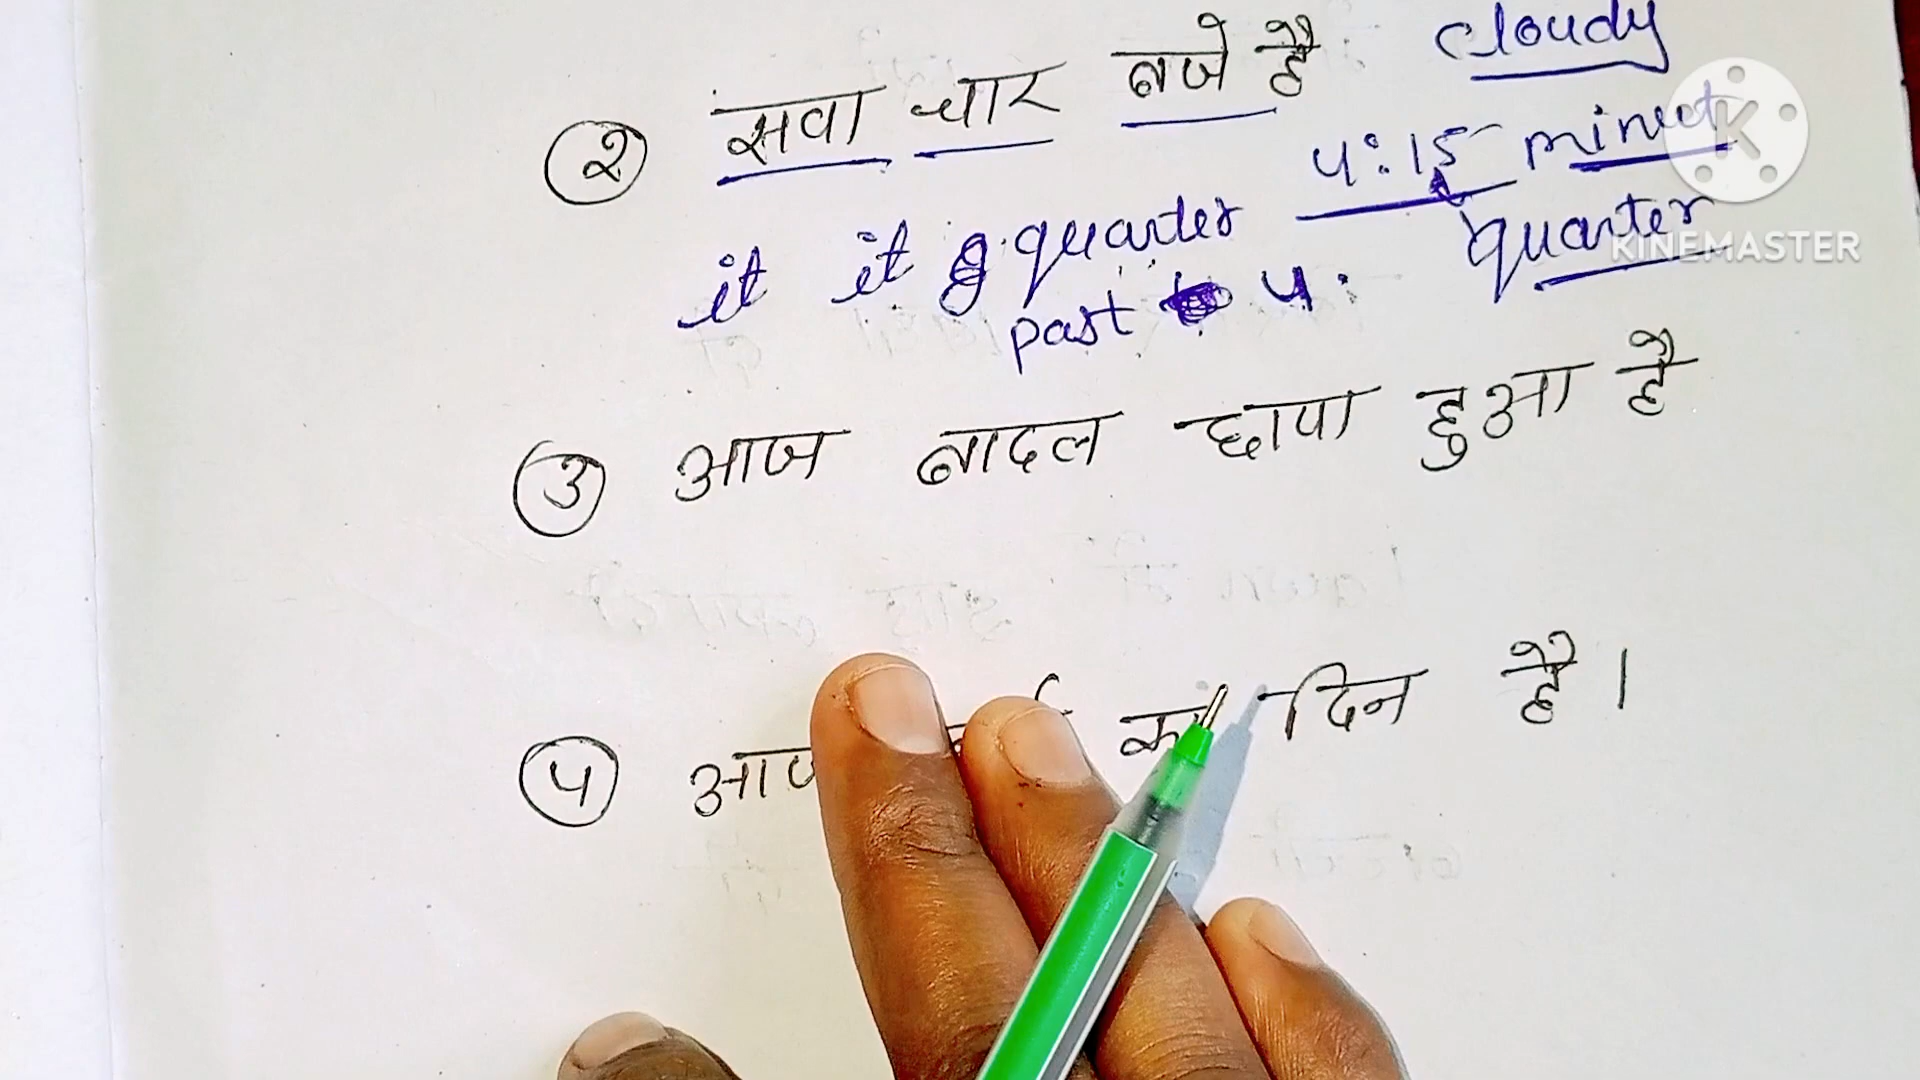 cloudy
② सवा चार बजे है
4:15 minut
it it quarter quarter
past 4.
③ आज बादल छाया हुआ है
④ का दिन है ।
KINEMASTER